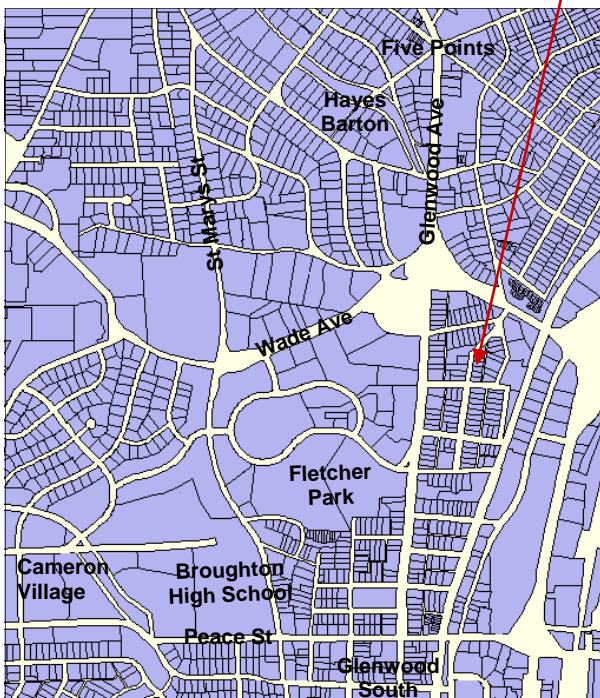 Five Points
Hayes
Barton
Glenwood Ave
St Marys St
Wade Ave
Fletcher
Park
Cameron
Village
Broughton
High School
Peace St
Glenwood
South